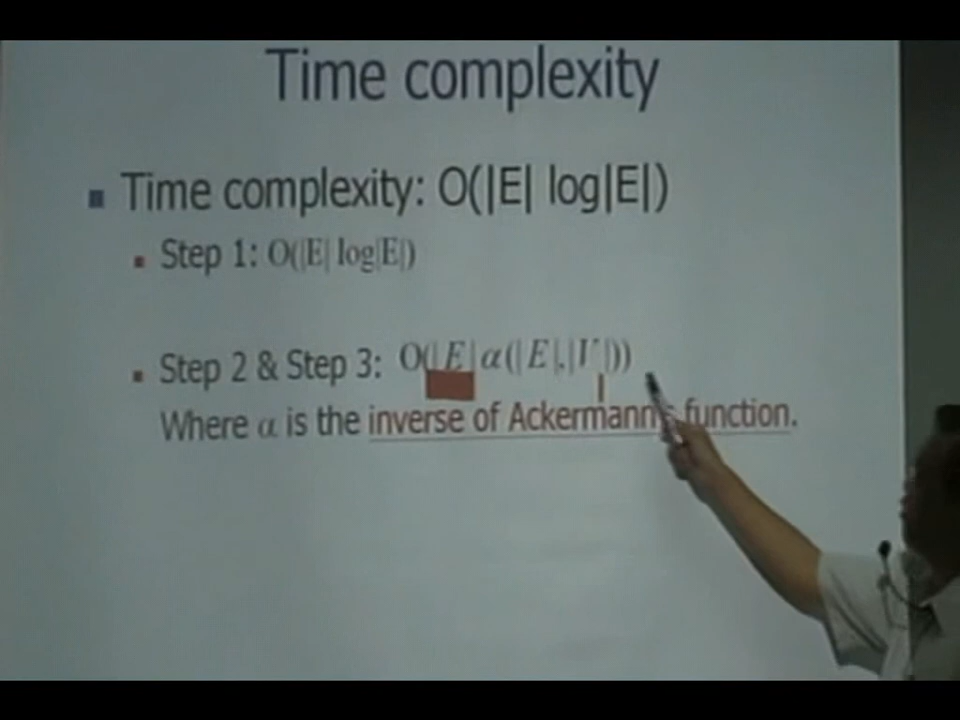 Time complexity
Time complexity: O(|E| log|E|)
Step 1: O(|E| log|E|)
Step 2 & Step 3: O(|E|α(|E|,|V|))
Where α is the inverse of Ackermann's function.